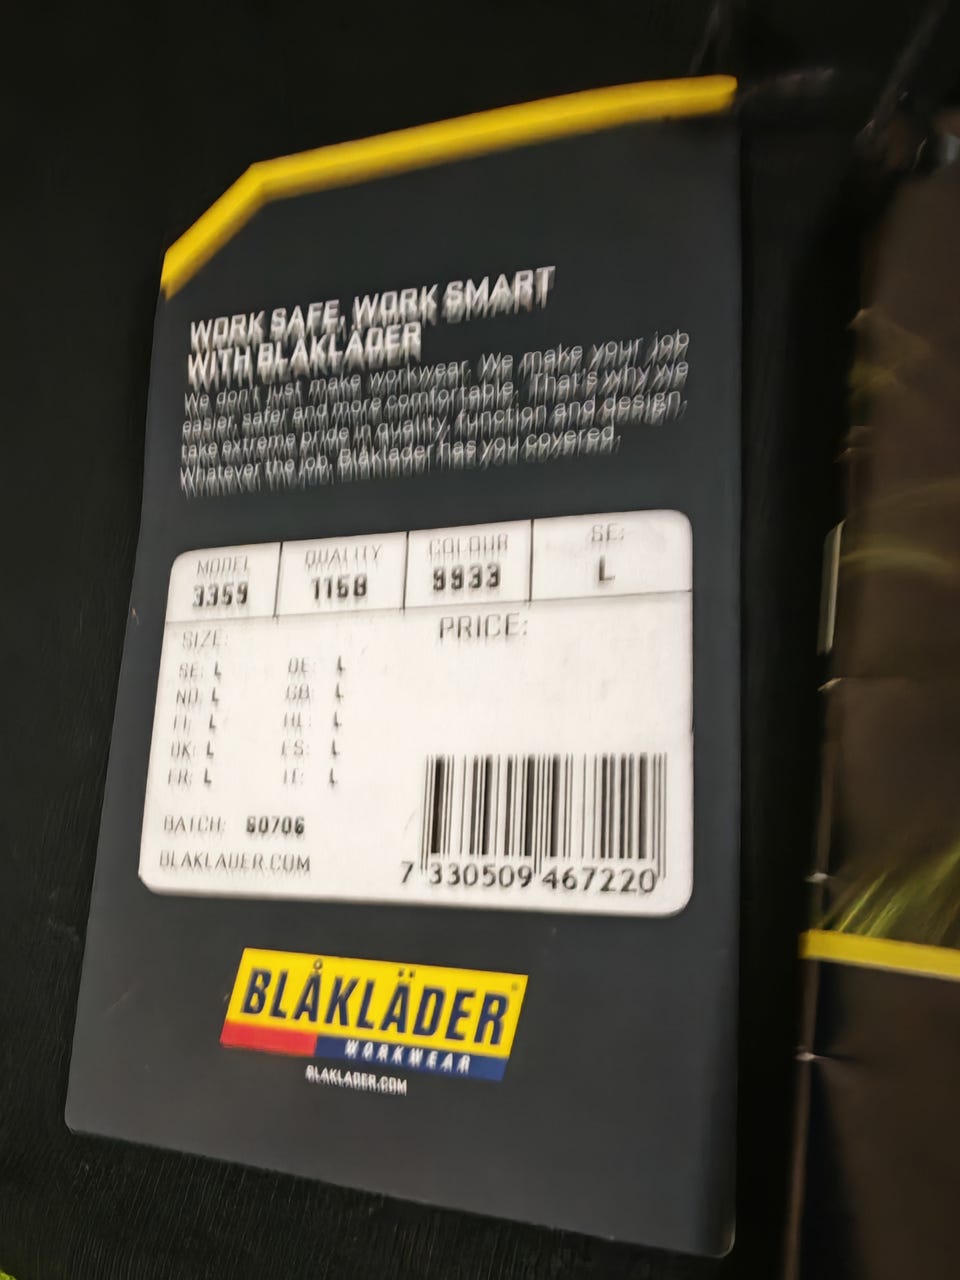 WORK SAFE, WORK SMART
WITH BLÅKLÄDER
We don't just make workwear. We make your job
easier, safer and more comfortable. That's why we
take extreme pride in quality, function and design.
Whatever the job, Blåkläder has you covered.
MODEL QUALITY COLOUR SE:
3359 1158 9933 L
SIZE: PRICE:
SE: L DE: L
NO: L GB: L
FI: L NL: L
DK: L ES: L
FR: L IE: L
BATCH: 90706
BLAKLADER.COM
7 330509 467220
BLÅKLÄDER
WORKWEAR
BLAKLADER.COM